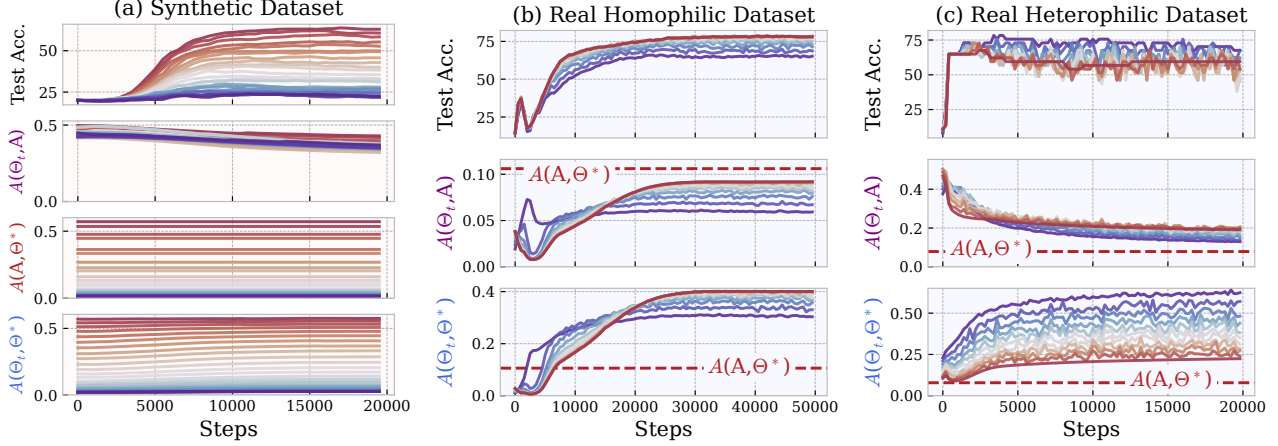 (a) Synthetic Dataset
Test Acc.
50
25
A(Θt,A)
0.5
0.0
A(A,Θ*)
0.5
0.0
A(Θt,Θ*)
0.5
0.0
0 5000 10000 15000 20000
Steps
(b) Real Homophilic Dataset
Test Acc.
75
50
25
A(Θt,A)
0.10
0.05
0.00
A(A,Θ*)
A(Θt,Θ*)
0.4
0.2
0.0
A(A,Θ*)
0 10000 20000 30000 40000 50000
Steps
(c) Real Heterophilic Dataset
Test Acc.
75
50
25
A(Θt,A)
0.4
0.2
0.0
A(A,Θ*)
A(Θt,Θ*)
0.50
0.25
0.00
A(A,Θ*)
0 5000 10000 15000 20000
Steps